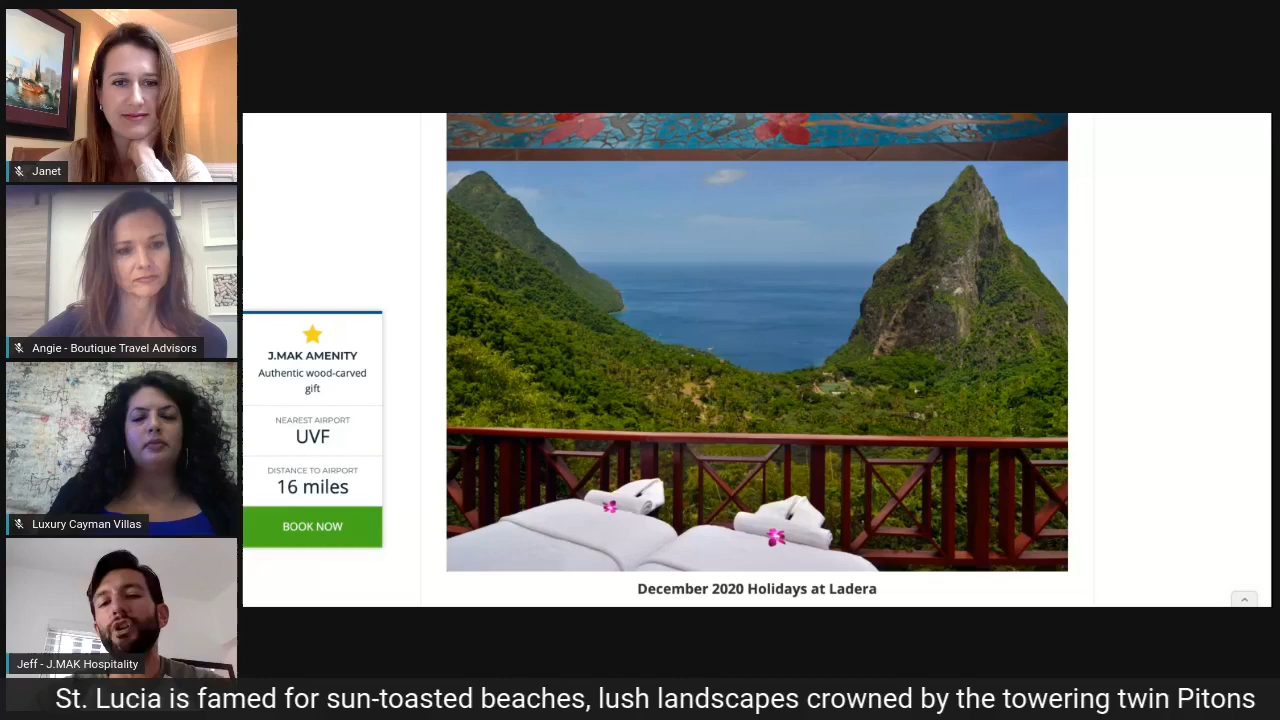 Janet
Angie - Boutique Travel Advisors
Luxury Cayman Villas
Jeff - J.MAK Hospitality
J.MAK AMENITY
Authentic wood-carved
gift
NEAREST AIRPORT
UVF
DISTANCE TO AIRPORT
16 miles
BOOK NOW
December 2020 Holidays at Ladera
St. Lucia is famed for sun-toasted beaches, lush landscapes crowned by the towering twin Pitons